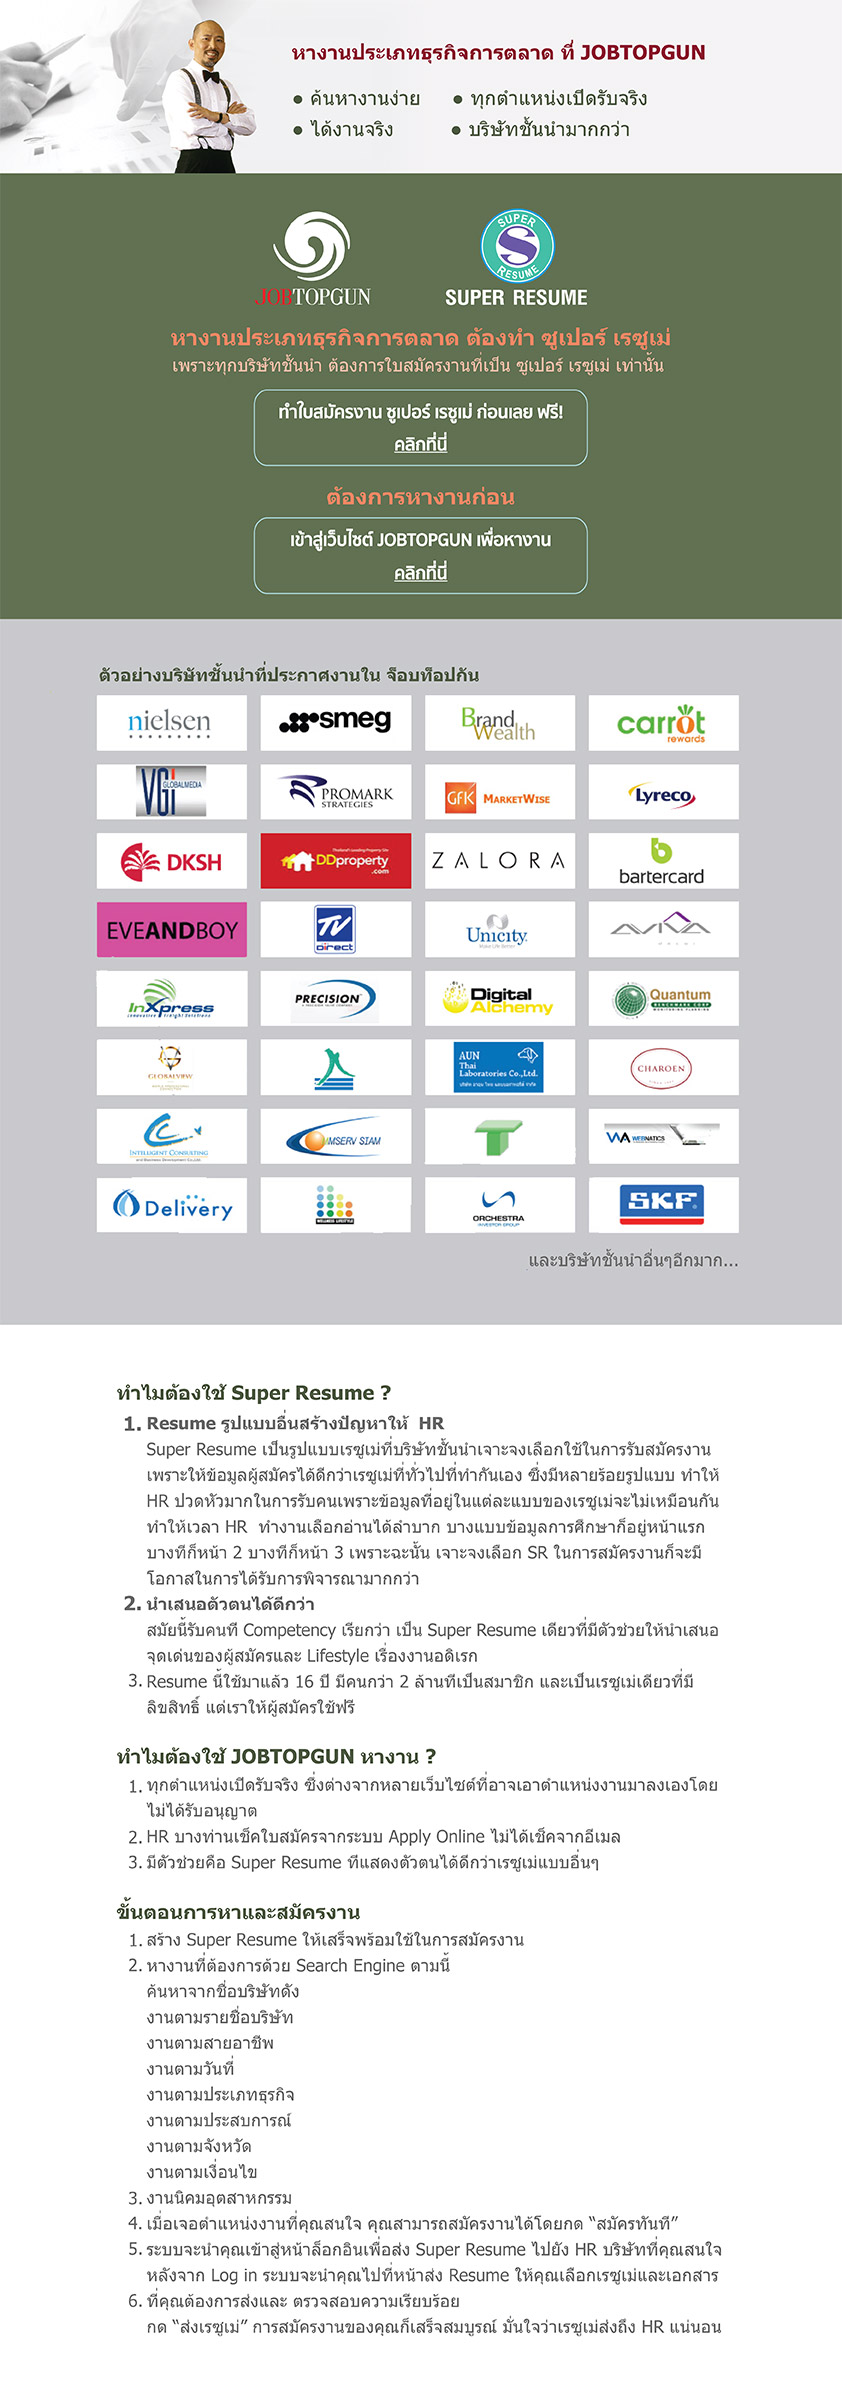 หางานประเภทธุรกิจการตลาด ที่ JOBTOPGUN
● ค้นหางานง่าย ● ทุกตำแหน่งเปิดรับจริง
● ได้งานจริง ● บริษัทชั้นนำมากกว่า
JOBTOPGUN
SUPER
S
RESUME
SUPER RESUME
หางานประเภทธุรกิจการตลาด ต้องทำ ซูเปอร์ เรซูเม่
เพราะทุกบริษัทชั้นนำ ต้องการใบสมัครงานที่เป็น ซูเปอร์ เรซูเม่ เท่านั้น
ทำใบสมัครงาน ซูเปอร์ เรซูเม่ ก่อนเลย ฟรี!
คลิกที่นี่
ต้องการหางานก่อน
เข้าสู่เว็บไซต์ JOBTOPGUN เพื่อหางาน
คลิกที่นี่
ตัวอย่างบริษัทชั้นนำที่ประกาศงานใน จ็อบท็อปกัน
nielsen
smeg
Brand Wealth
carrot rewards
VGi GLOBALMEDIA
PROMARK STRATEGIES
GfK MARKETWISE
Lyreco
DKSH
Thailand's Leading Property Site
DDproperty.com
ZALORA
bartercard
EVEANDBOY
TV direct
Unicity
Make Life Better
AVIVA
InXpress
PRECISION
Digital Alchemy
Quantum
BENCHMARK CORP
GLOBALVIEW
AUN Thai Laboratories Co.,Ltd.
CHAROEN
INTELLIGENT CONSULTING
MSERV SIAM
T
WA WEBNATICS
Delivery
WELLNESS LIFESTYLE
ORCHESTRA
INVESTOR GROUP
SKF
และบริษัทชั้นนำอื่นๆอีกมาก...
ทำไมต้องใช้ Super Resume ?
1. Resume รูปแบบอื่นสร้างปัญหาให้ HR
Super Resume เป็นรูปแบบเรซูเม่ที่บริษัทชั้นนำเจาะจงเลือกใช้ในการรับสมัครงาน
เพราะให้ข้อมูลผู้สมัครได้ดีกว่าเรซูเม่ที่ทั่วไปที่ทำกันเอง ซึ่งมีหลายร้อยรูปแบบ ทำให้
HR ปวดหัวมากในการรับคนเพราะข้อมูลที่อยู่ในแต่ละแบบของเรซูเม่จะไม่เหมือนกัน
ทำให้เวลา HR ทำงานเลือกอ่านได้ลำบาก บางแบบข้อมูลการศึกษาก็อยู่หน้าแรก
บางทีก็หน้า 2 บางทีก็หน้า 3 เพราะฉะนั้น เจาะจงเลือก SR ในการสมัครงานก็จะมี
โอกาสในการได้รับการพิจารณามากกว่า
2. นำเสนอตัวตนได้ดีกว่า
สมัยนี้รับคนที Competency เรียกว่า เป็น Super Resume เดียวที่มีตัวช่วยให้นำเสนอ
จุดเด่นของผู้สมัครและ Lifestyle เรื่องงานอดิเรก
3. Resume นี้ใช้มาแล้ว 16 ปี มีคนกว่า 2 ล้านทีเป็นสมาชิก และเป็นเรซูเม่เดียวที่มี
ลิขสิทธิ์ แต่เราให้ผู้สมัครใช้ฟรี
ทำไมต้องใช้ JOBTOPGUN หางาน ?
1. ทุกตำแหน่งเปิดรับจริง ซึ่งต่างจากหลายเว็บไซต์ที่อาจเอาตำแหน่งงานมาลงเองโดย
ไม่ได้รับอนุญาต
2. HR บางท่านเช็คใบสมัครจากระบบ Apply Online ไม่ได้เช็คจากอีเมล
3. มีตัวช่วยคือ Super Resume ทีแสดงตัวตนได้ดีกว่าเรซูเม่แบบอื่นๆ
ขั้นตอนการหาและสมัครงาน
1. สร้าง Super Resume ให้เสร็จพร้อมใช้ในการสมัครงาน
2. หางานที่ต้องการด้วย Search Engine ตามนี้
ค้นหาจากชื่อบริษัทดัง
งานตามรายชื่อบริษัท
งานตามสายอาชีพ
งานตามวันที่
งานตามประเภทธุรกิจ
งานตามประสบการณ์
งานตามจังหวัด
งานตามเงื่อนไข
3. งานนิคมอุตสาหกรรม
4. เมื่อเจอตำแหน่งงานที่คุณสนใจ คุณสามารถสมัครงานได้โดยกด “สมัครทันที”
5. ระบบจะนำคุณเข้าสู่หน้าล็อกอินเพื่อส่ง Super Resume ไปยัง HR บริษัทที่คุณสนใจ
หลังจาก Log in ระบบจะนำคุณไปที่หน้าส่ง Resume ให้คุณเลือกเรซูเม่และเอกสาร
6. ที่คุณต้องการส่งและ ตรวจสอบความเรียบร้อย
กด “ส่งเรซูเม่” การสมัครงานของคุณก็เสร็จสมบูรณ์ มั่นใจว่าเรซูเม่ส่งถึง HR แน่นอน